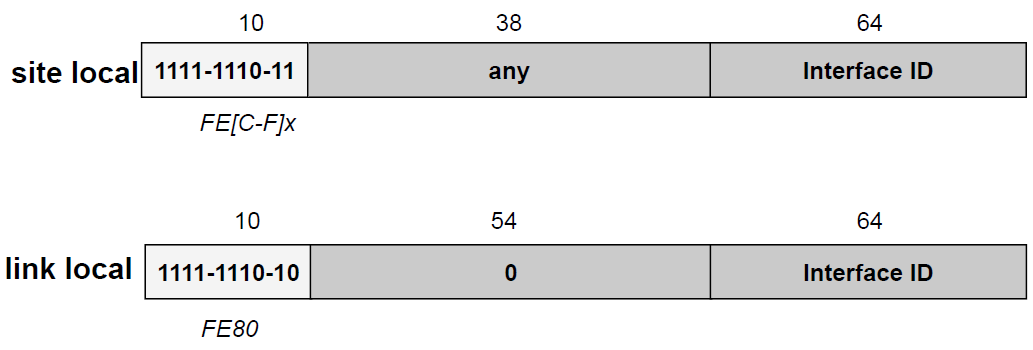 10 38 64
site local 1111-1110-11 any Interface ID
FE[C-F]x
10 54 64
link local 1111-1110-10 0 Interface ID
FE80